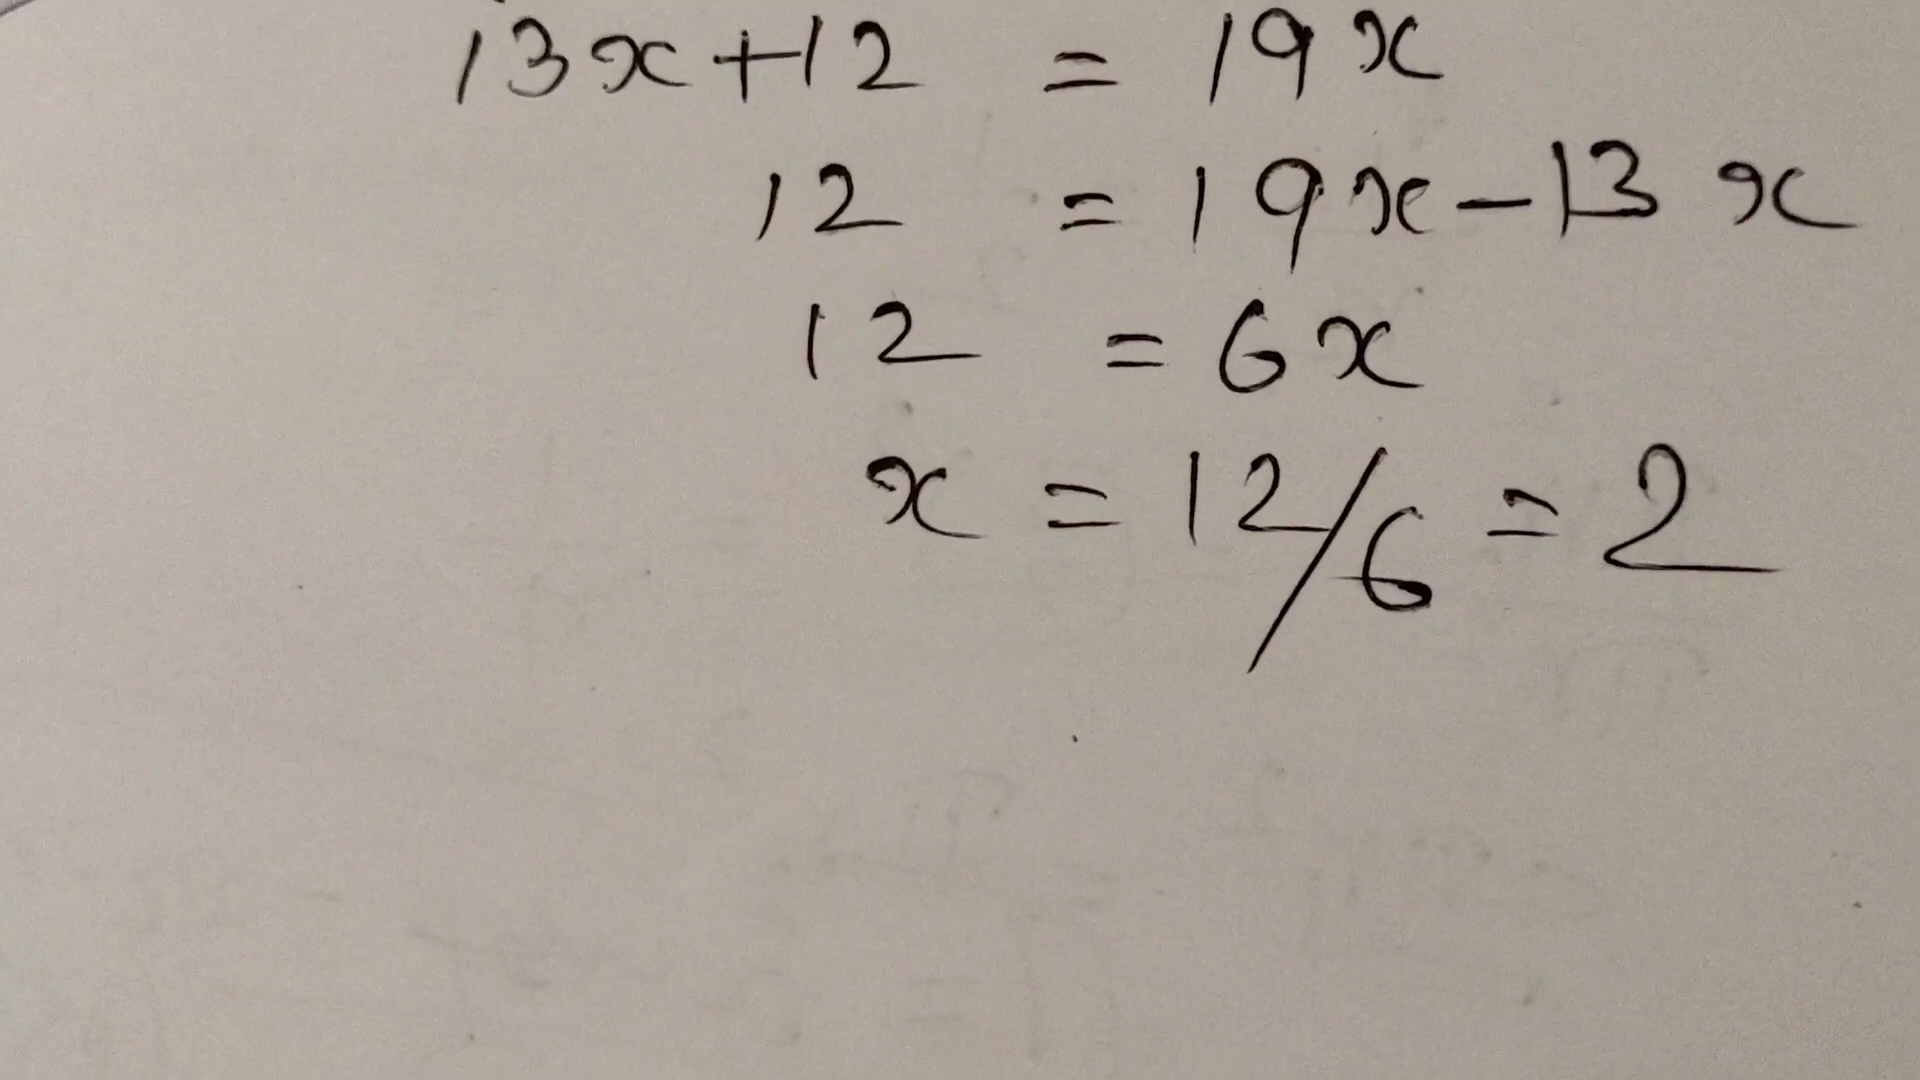 13x+12 = 19x
12 = 19x-13x
12 = 6x
x = 12/6 = 2